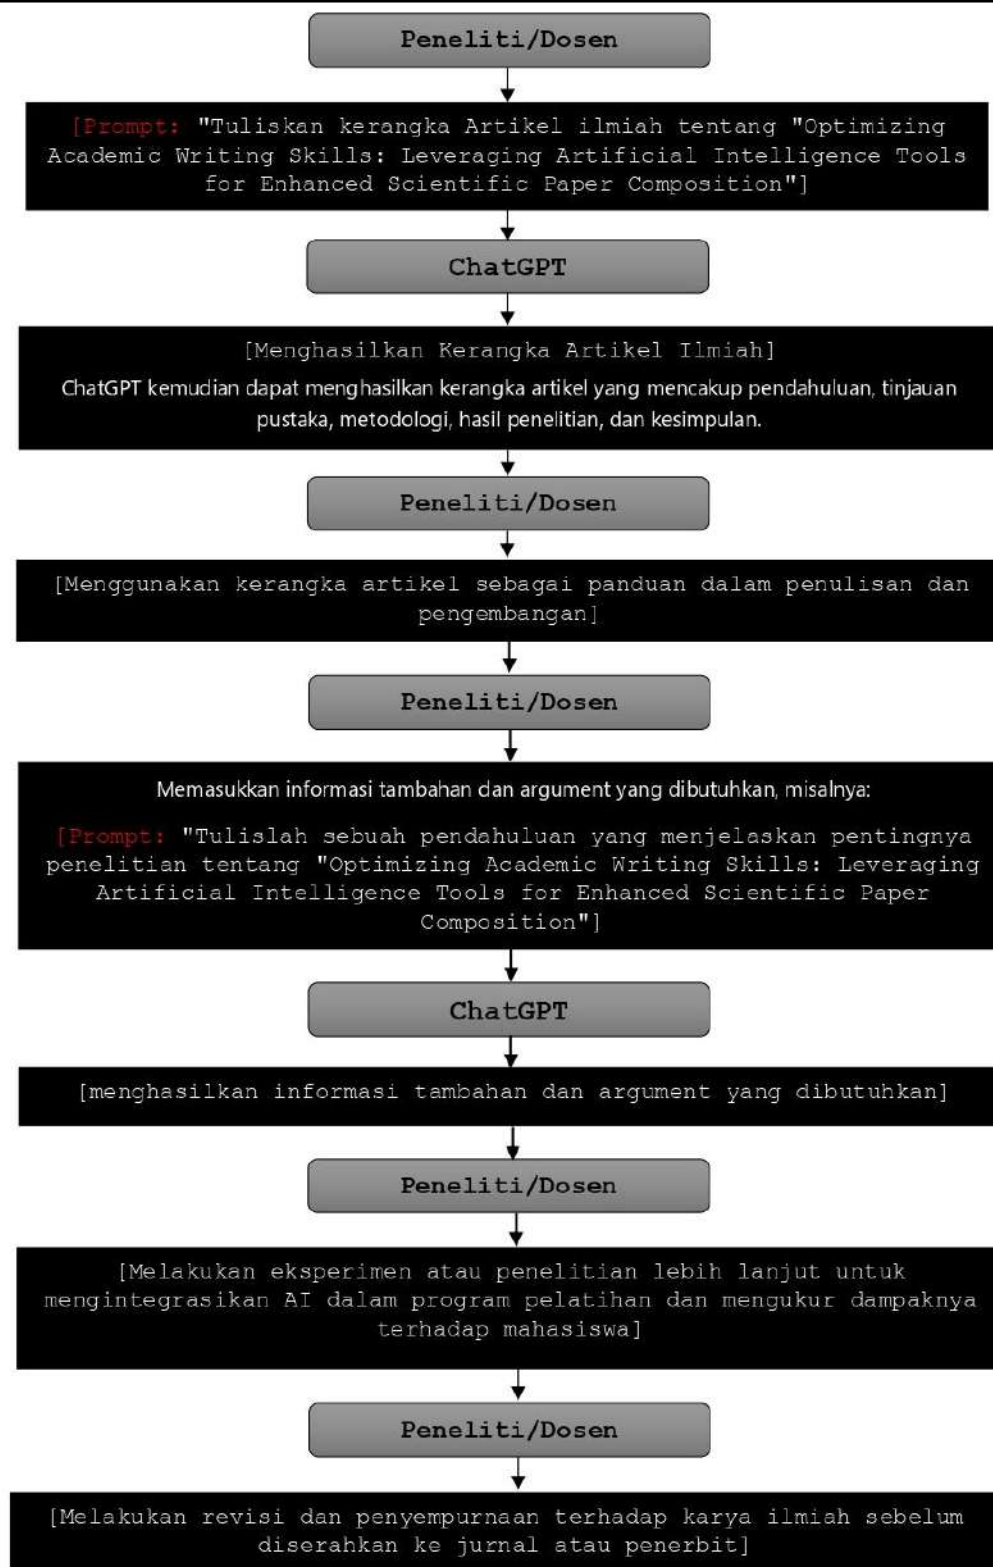 Peneliti/Dosen
[Prompt: "Tuliskan kerangka Artikel ilmiah tentang "Optimizing
Academic Writing Skills: Leveraging Artificial Intelligence Tools
for Enhanced Scientific Paper Composition"]
ChatGPT
[Menghasilkan Kerangka Artikel Ilmiah]
ChatGPT kemudian dapat menghasilkan kerangka artikel yang mencakup pendahuluan, tinjauan
pustaka, metodologi, hasil penelitian, dan kesimpulan.
Peneliti/Dosen
[Menggunakan kerangka artikel sebagai panduan dalam penulisan dan
pengembangan]
Peneliti/Dosen
Memasukkan informasi tambahan dan argument yang dibutuhkan, misalnya:
[Prompt: "Tulislah sebuah pendahuluan yang menjelaskan pentingnya
penelitian tentang "Optimizing Academic Writing Skills: Leveraging
Artificial Intelligence Tools for Enhanced Scientific Paper
Composition"]
ChatGPT
[menghasilkan informasi tambahan dan argument yang dibutuhkan]
Peneliti/Dosen
[Melakukan eksperimen atau penelitian lebih lanjut untuk
mengintegrasikan AI dalam program pelatihan dan mengukur dampaknya
terhadap mahasiswa]
Peneliti/Dosen
[Melakukan revisi dan penyempurnaan terhadap karya ilmiah sebelum
diserahkan ke jurnal atau penerbit]